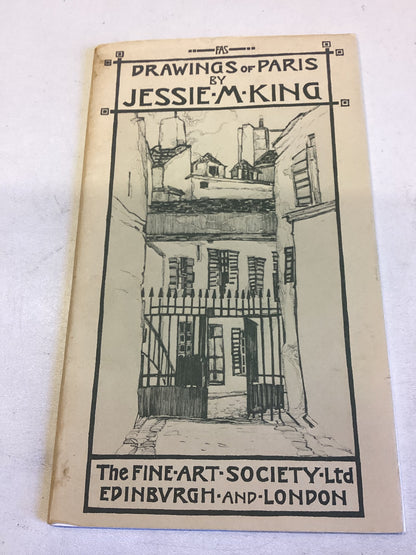 FAS
DRAWINGS OF PARIS
BY
JESSIE·M·KING
The FINE·ART·SOCIETY·Ltd
EDINBVRGH·AND·LONDON